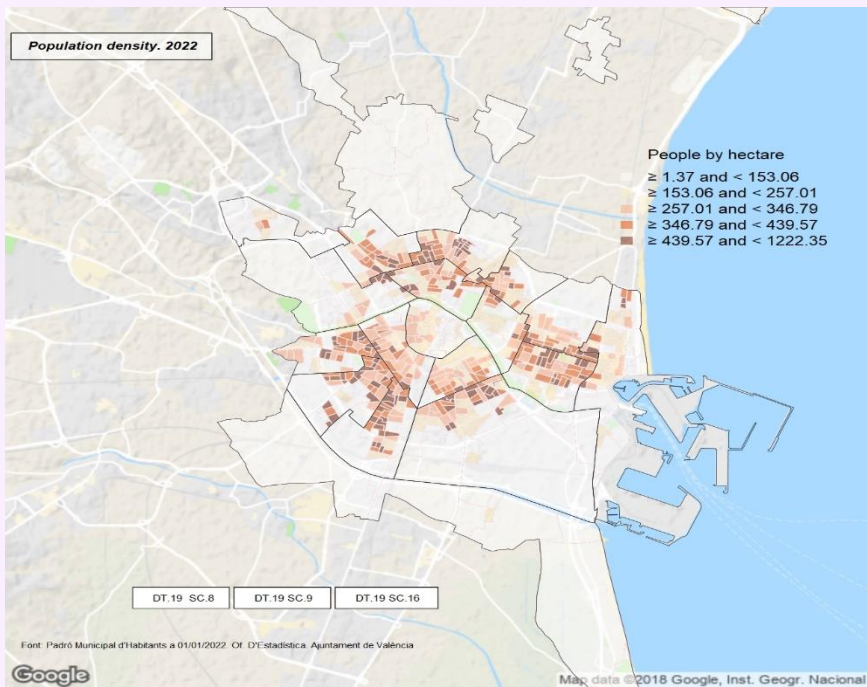 Population density. 2022
People by hectare
≥ 1.37 and < 153.06
≥ 153.06 and < 257.01
≥ 257.01 and < 346.79
≥ 346.79 and < 439.57
≥ 439.57 and < 1222.35
DT.19 SC.8
DT.19 SC.9
DT.19 SC.16
Font: Padró Municipal d'Habitants a 01/01/2022. Of. D'Estadística. Ajuntament de València
Google
Map data ©2018 Google, Inst. Geogr. Nacional